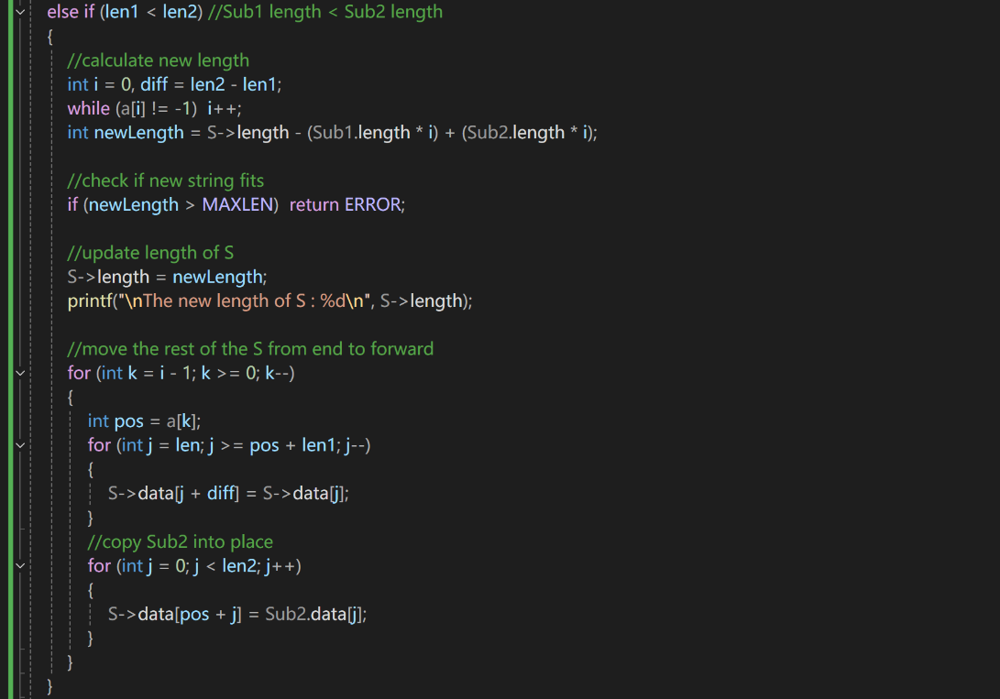 else if (len1 < len2) //Sub1 length < Sub2 length
{
//calculate new length
int i = 0, diff = len2 - len1;
while (a[i] != -1)  i++;
int newLength = S->length - (Sub1.length * i) + (Sub2.length * i);
//check if new string fits
if (newLength > MAXLEN)  return ERROR;
//update length of S
S->length = newLength;
printf("\nThe new length of S : %d\n", S->length);
//move the rest of the S from end to forward
for (int k = i - 1; k >= 0; k--)
{
int pos = a[k];
for (int j = len; j >= pos + len1; j--)
{
S->data[j + diff] = S->data[j];
}
//copy Sub2 into place
for (int j = 0; j < len2; j++)
{
S->data[pos + j] = Sub2.data[j];
}
}
}